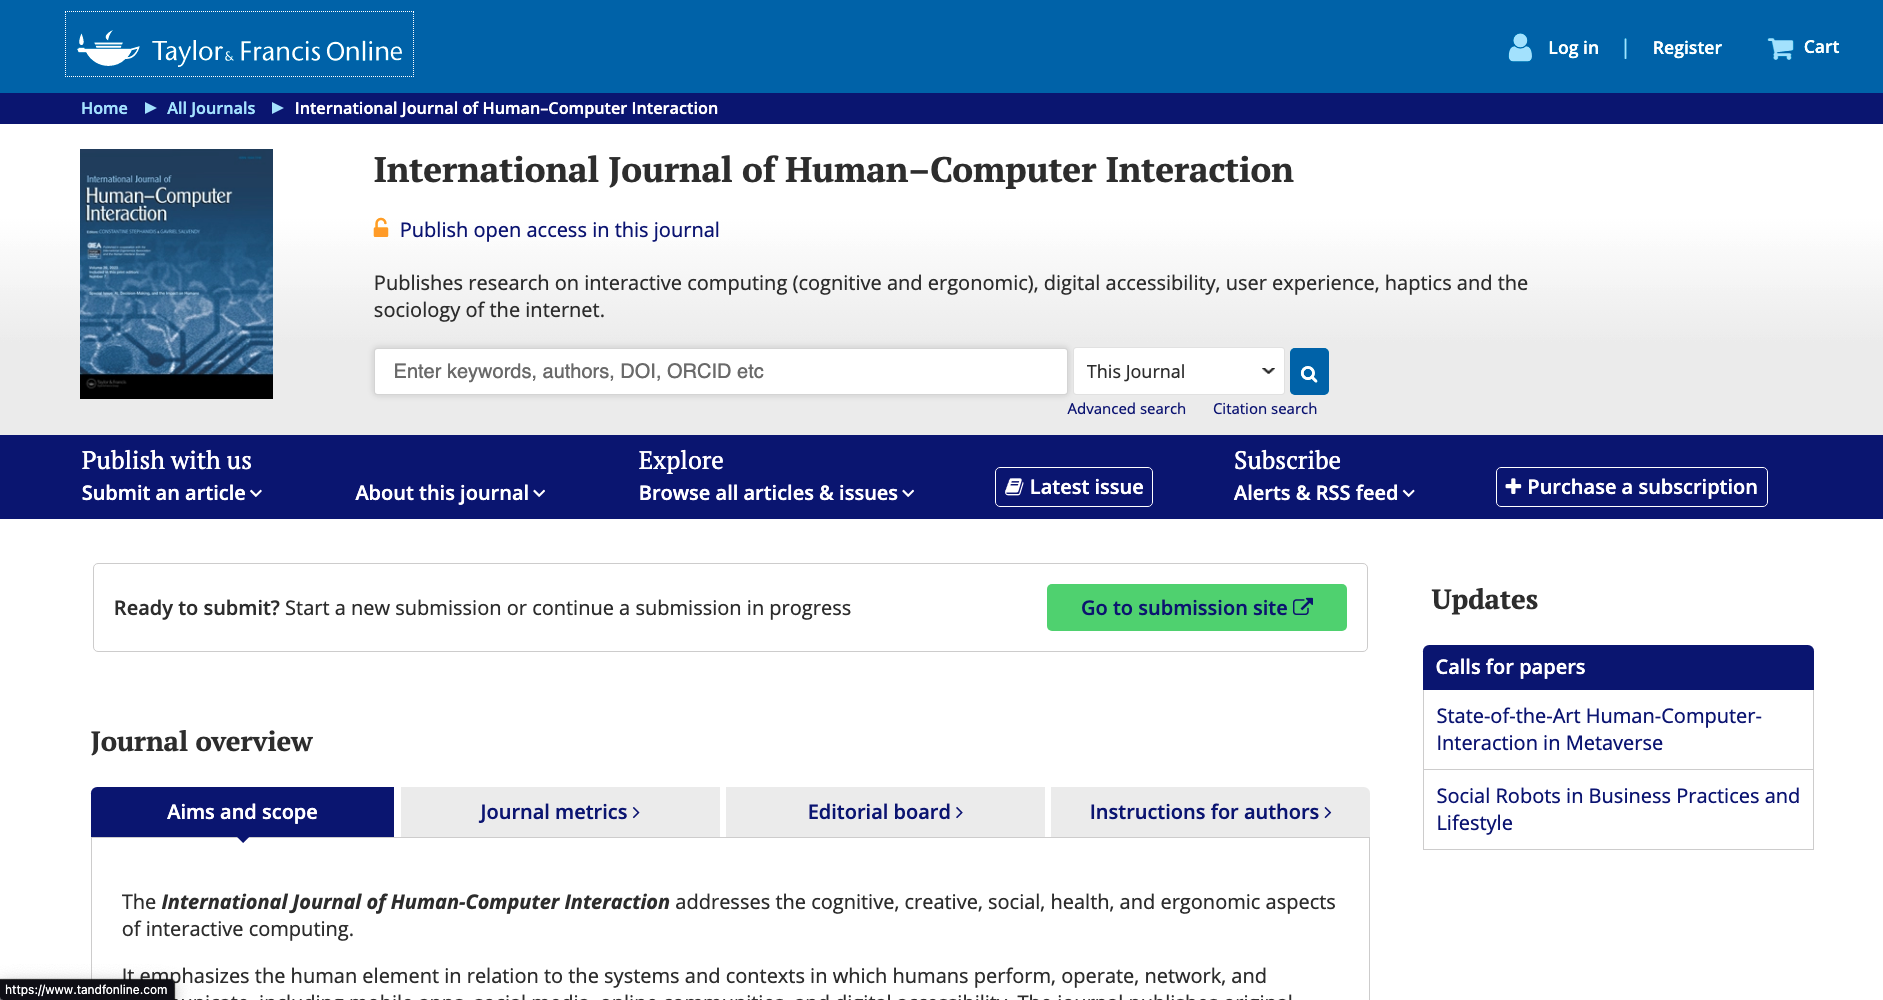 Taylor & Francis Online
Log in | Register
Cart
Home ▶ All Journals ▶ International Journal of Human–Computer Interaction
International Journal of
Human–Computer
Interaction
International Journal of Human–Computer Interaction
Publish open access in this journal
Publishes research on interactive computing (cognitive and ergonomic), digital accessibility, user experience, haptics and the
sociology of the internet.
Enter keywords, authors, DOI, ORCID etc
This Journal
Advanced search
Citation search
Publish with us
Submit an article
About this journal
Explore
Browse all articles & issues
Latest issue
Subscribe
Alerts & RSS feed
+ Purchase a subscription
Ready to submit? Start a new submission or continue a submission in progress
Go to submission site
Journal overview
Aims and scope
Journal metrics
Editorial board
Instructions for authors
The International Journal of Human-Computer Interaction addresses the cognitive, creative, social, health, and ergonomic aspects
of interactive computing.
It emphasizes the human element in relation to the systems and contexts in which humans perform, operate, network, and
Updates
Calls for papers
State-of-the-Art Human-Computer-
Interaction in Metaverse
Social Robots in Business Practices and
Lifestyle
https://www.tandfonline.com